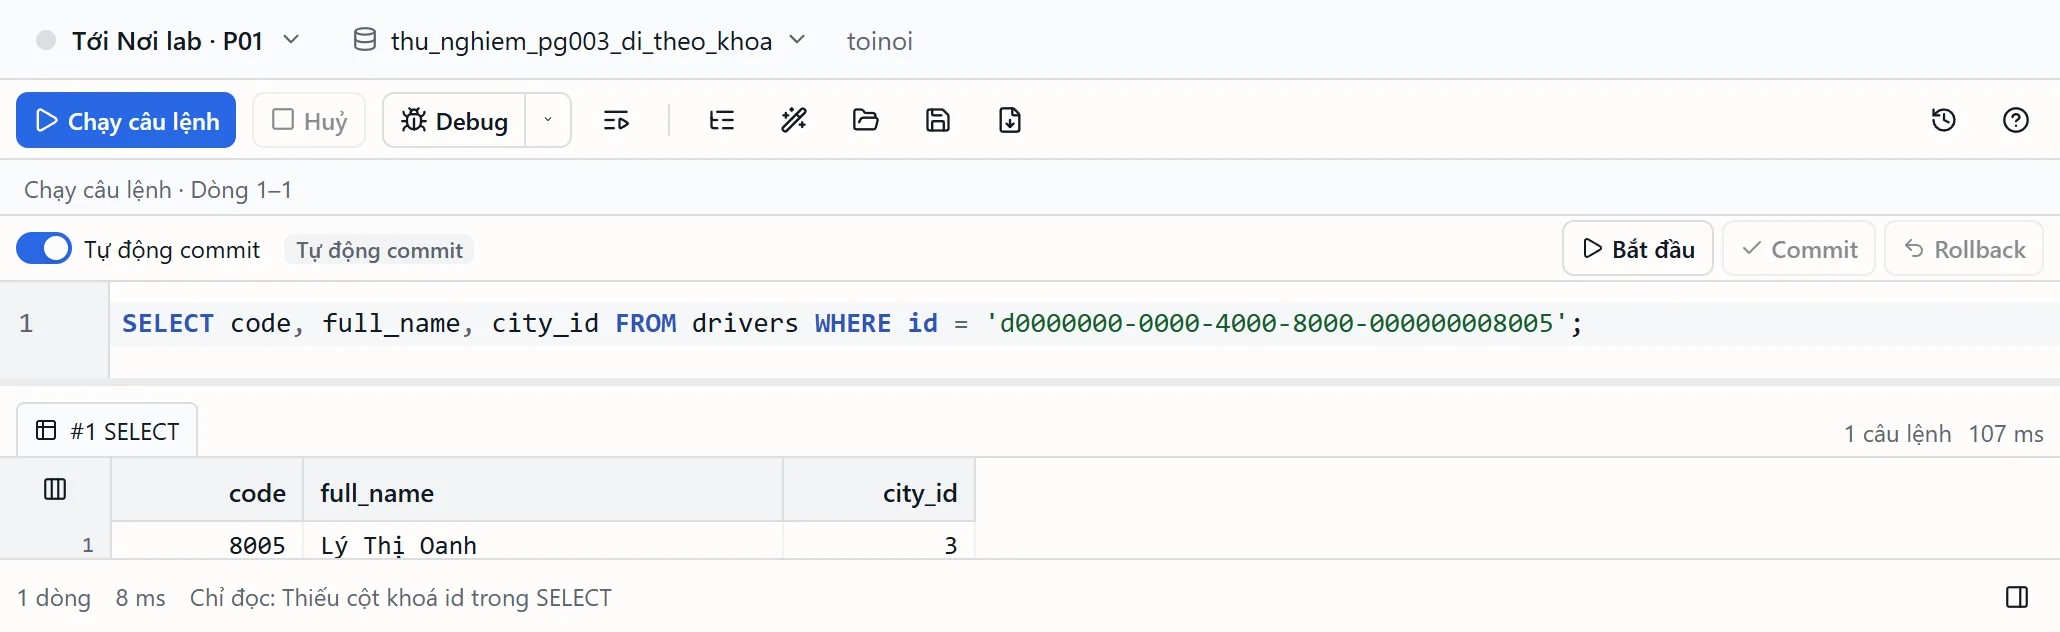 Tới Nơi lab · P01 thu_nghiem_pg003_di_theo_khoa toinoi
Chạy câu lệnh Huỷ Debug
Chạy câu lệnh · Dòng 1–1
Tự động commit Tự động commit Bắt đầu Commit Rollback
1 SELECT code, full_name, city_id FROM drivers WHERE id = 'd0000000-0000-4000-8000-000000008005';
#1 SELECT 1 câu lệnh 107 ms
code full_name city_id
1 8005 Lý Thị Oanh 3
1 dòng 8 ms Chỉ đọc: Thiếu cột khoá id trong SELECT